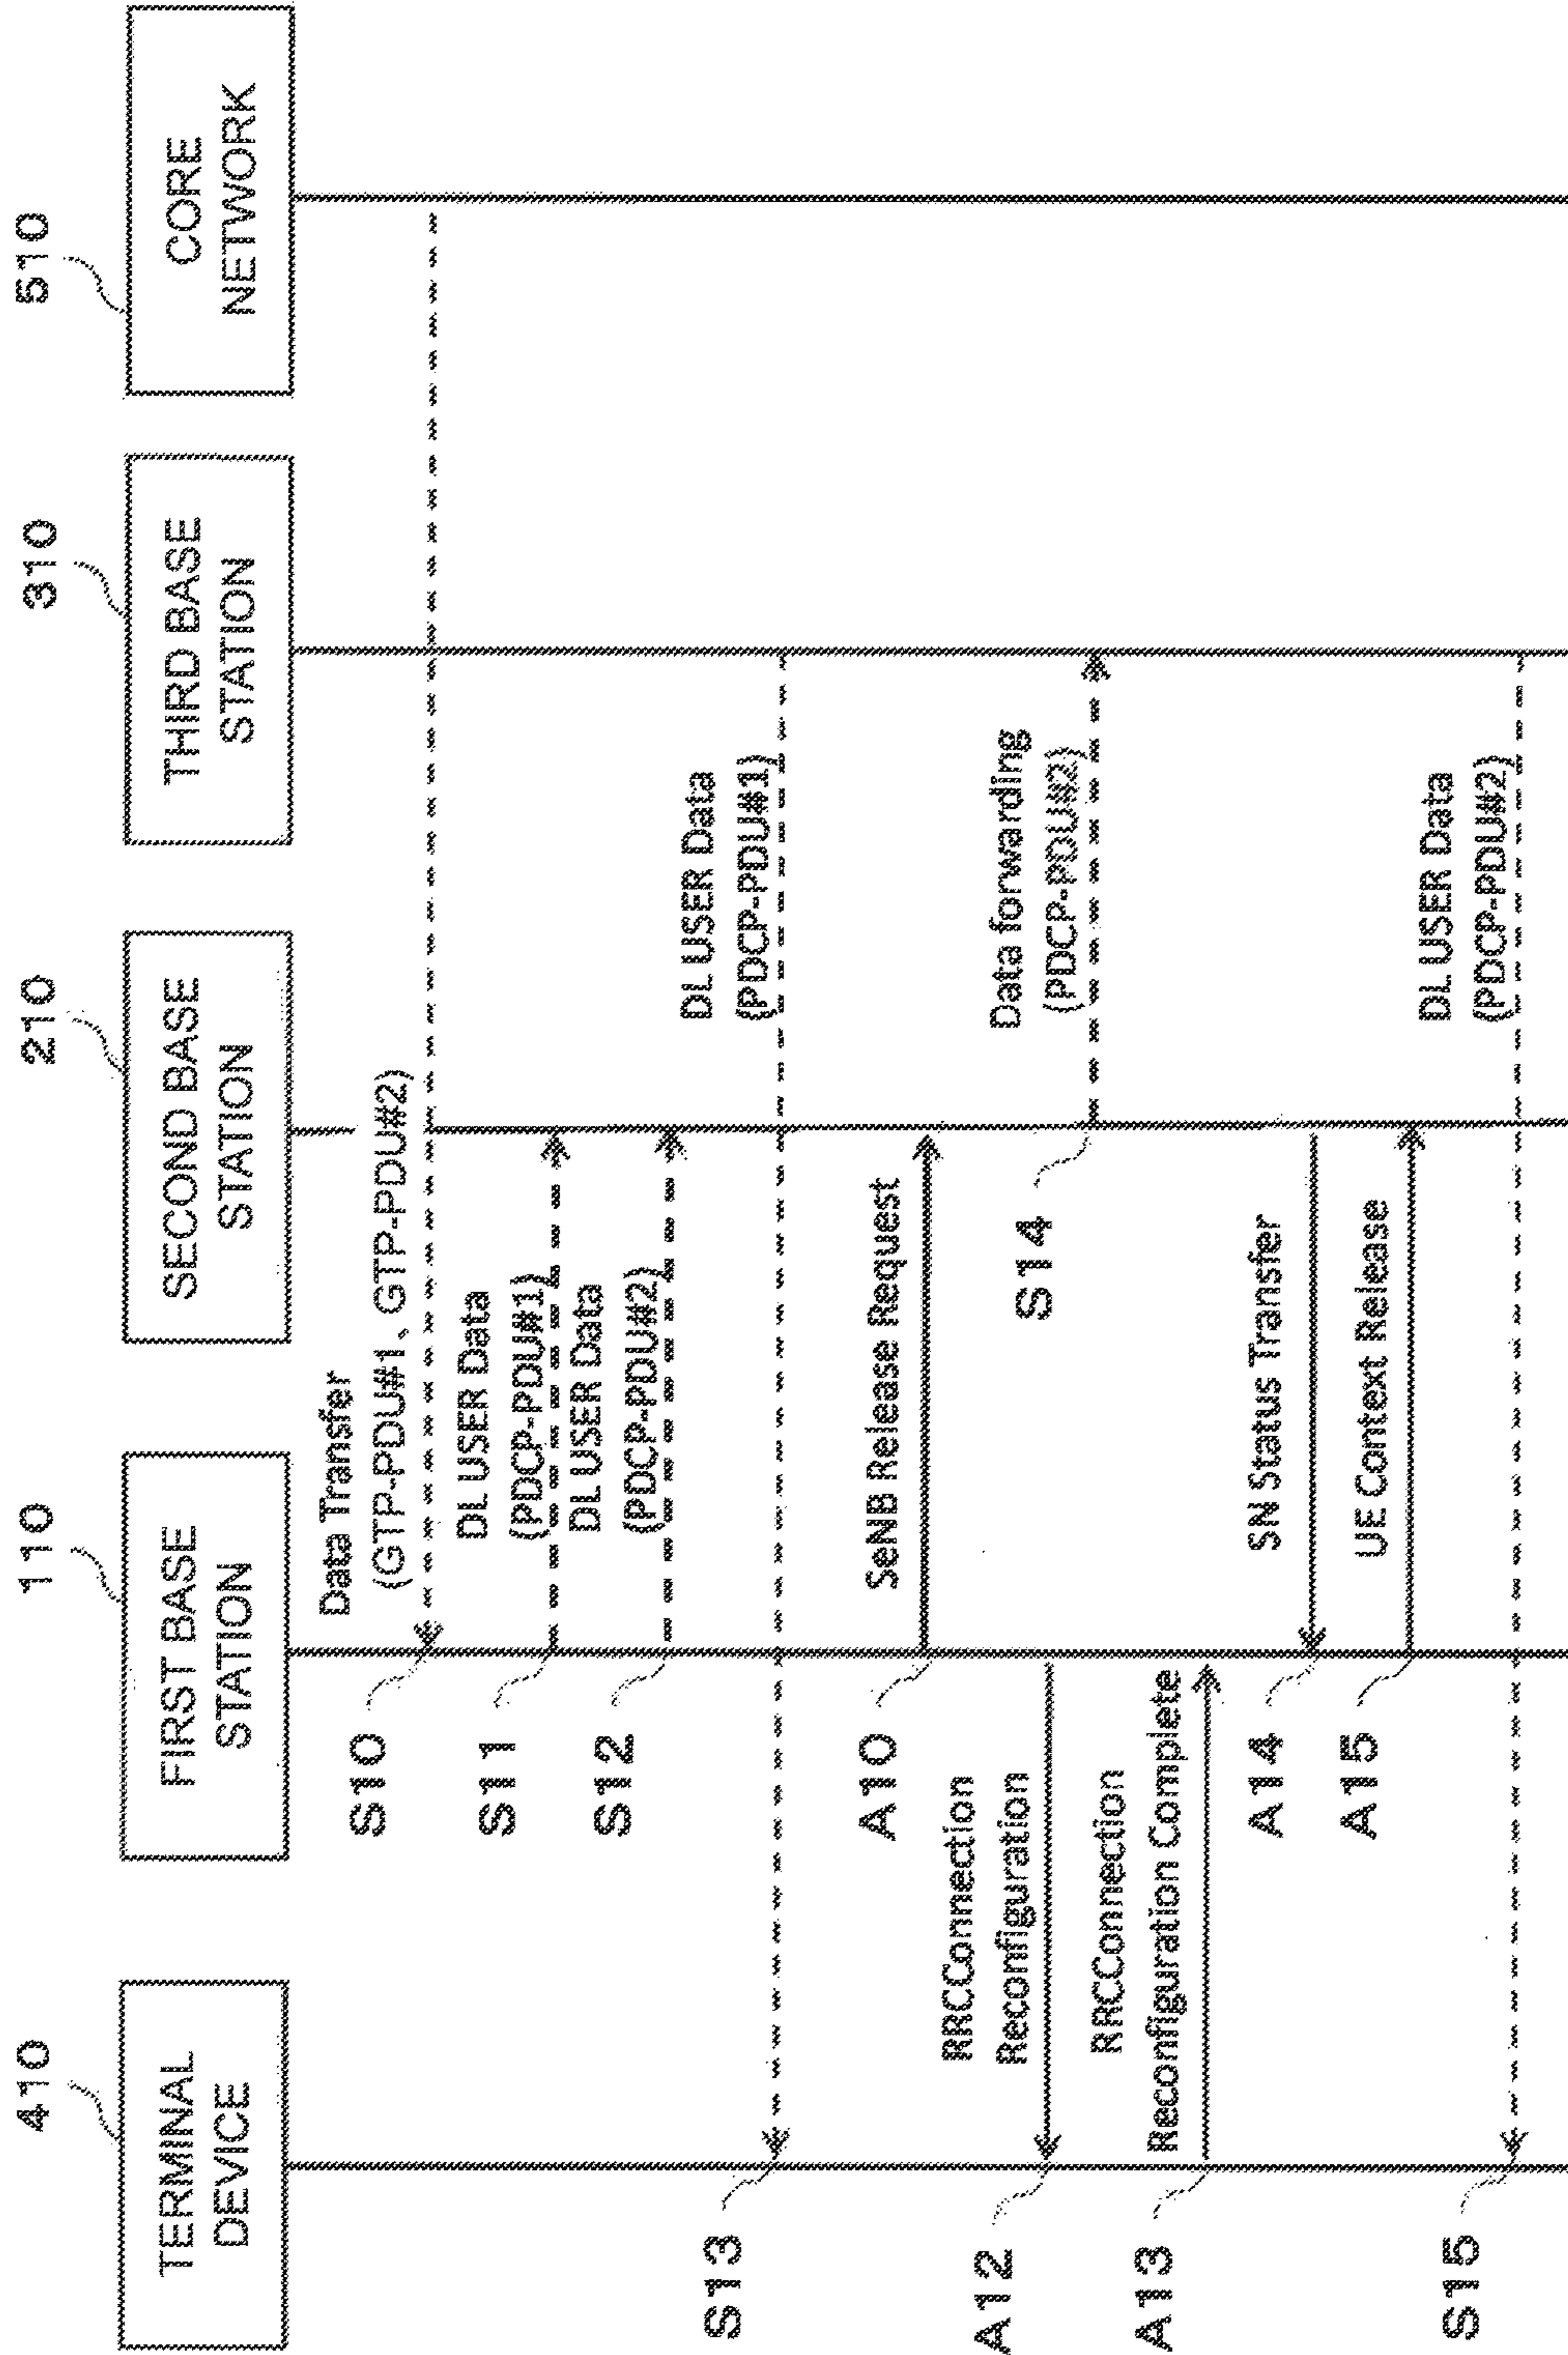 410
110
210
310
510
TERMINAL
DEVICE
FIRST BASE
STATION
SECOND BASE
STATION
THIRD BASE
STATION
CORE
NETWORK
Data Transfer
(GTP-PDU#1, GTP-PDU#2)
S10
DL USER Data
(PDCP-PDU#1)
S11
DL USER Data
(PDCP-PDU#2)
S12
DL USER Data
(PDCP-PDU#1)
S13
SeNB Release Request
A10
RRCConnection
Reconfiguration
A12
Data forwarding
(PDCP-PDU#2)
S14
RRCConnection
Reconfiguration Complete
A13
SN Status Transfer
A14
UE Context Release
A15
DL USER Data
(PDCP-PDU#2)
S15